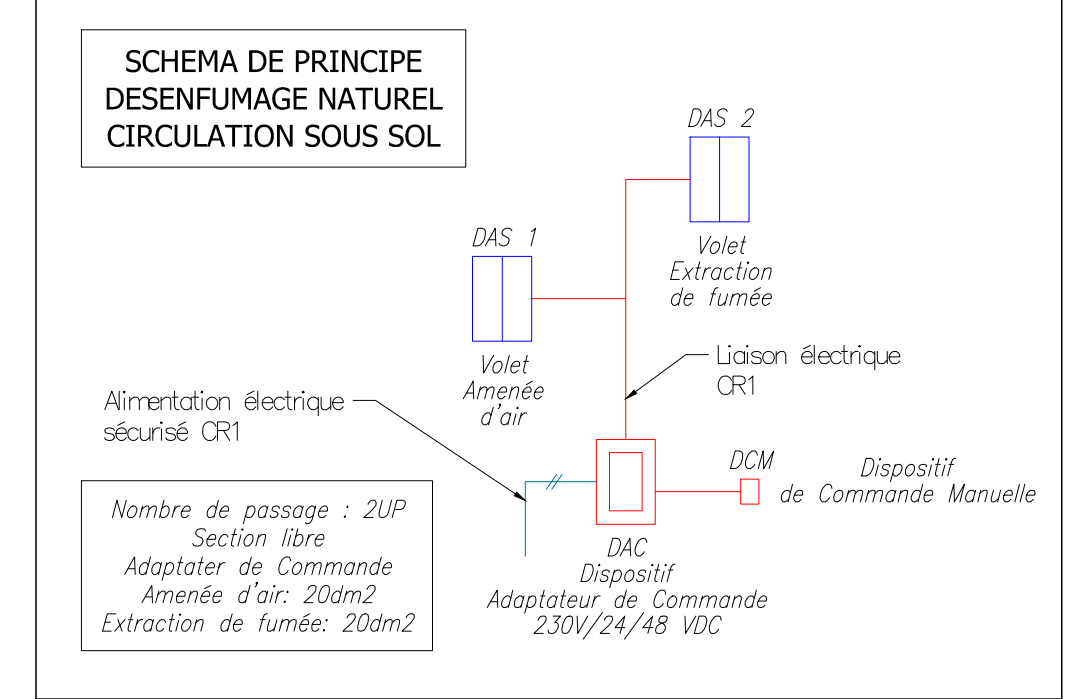 SCHEMA DE PRINCIPE
DESENFUMAGE NATUREL
CIRCULATION SOUS SOL
DAS 2
Volet
Extraction
de fumée
DAS 1
Volet
Amenée
d'air
Liaison électrique
CR1
Alimentation électrique
sécurisé CR1
DCM
Dispositif
de Commande Manuelle
DAC
Dispositif
Adaptateur de Commande
230V/24/48 VDC
Nombre de passage : 2UP
Section libre
Adaptater de Commande
Amenée d'air: 20dm2
Extraction de fumée: 20dm2